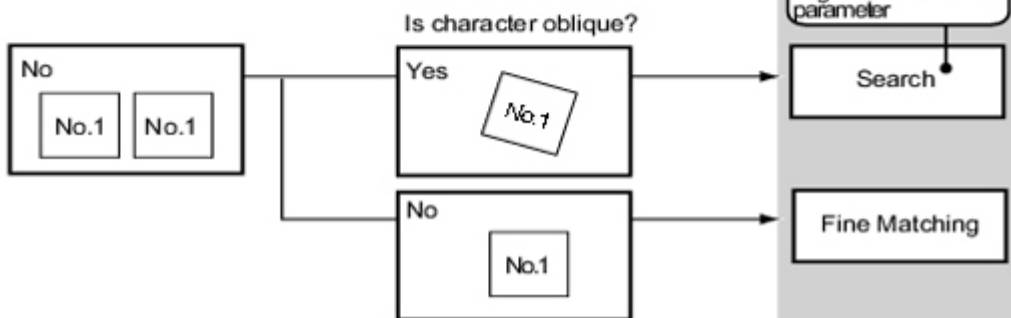 parameter
Is character oblique?
No
No.1 No.1
Yes
No.1
Search
No
No.1
Fine Matching